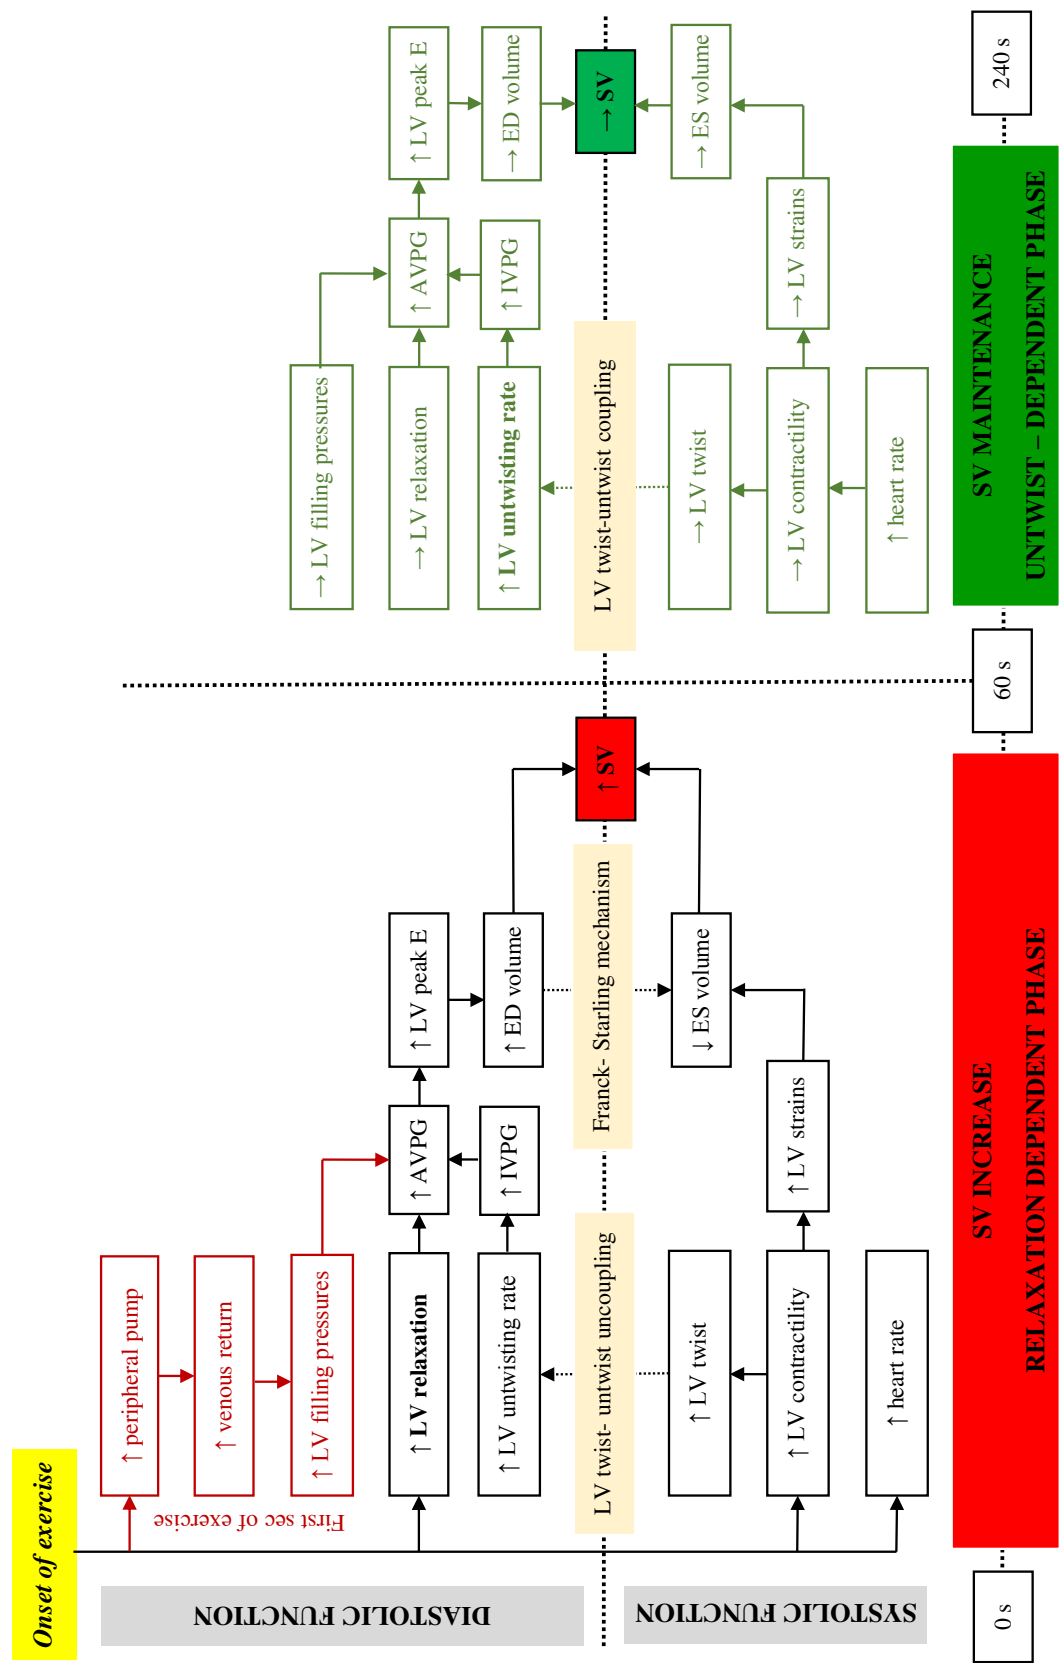 Onset of exercise
DIASTOLIC FUNCTION
SYSTOLIC FUNCTION
First sec of exercise
↑ peripheral pump
↑ venous return
↑ LV filling pressures
↑ LV relaxation
↑ LV untwisting rate
↑ AVPG
↑ IVPG
↑ LV peak E
↑ ED volume
LV twist- untwist uncoupling
Franck- Starling mechanism
↑ SV
↑ LV twist
↑ LV contractility
↑ heart rate
↑ LV strains
↓ ES volume
→ LV filling pressures
→ LV relaxation
↑ LV untwisting rate
↑ AVPG
↑ IVPG
↑ LV peak E
→ ED volume
LV twist-untwist coupling
→ SV
→ LV twist
→ LV contractility
↑ heart rate
→ LV strains
→ ES volume
0 s
SV INCREASE
RELAXATION DEPENDENT PHASE
60 s
SV MAINTENANCE
UNTWIST – DEPENDENT PHASE
240 s